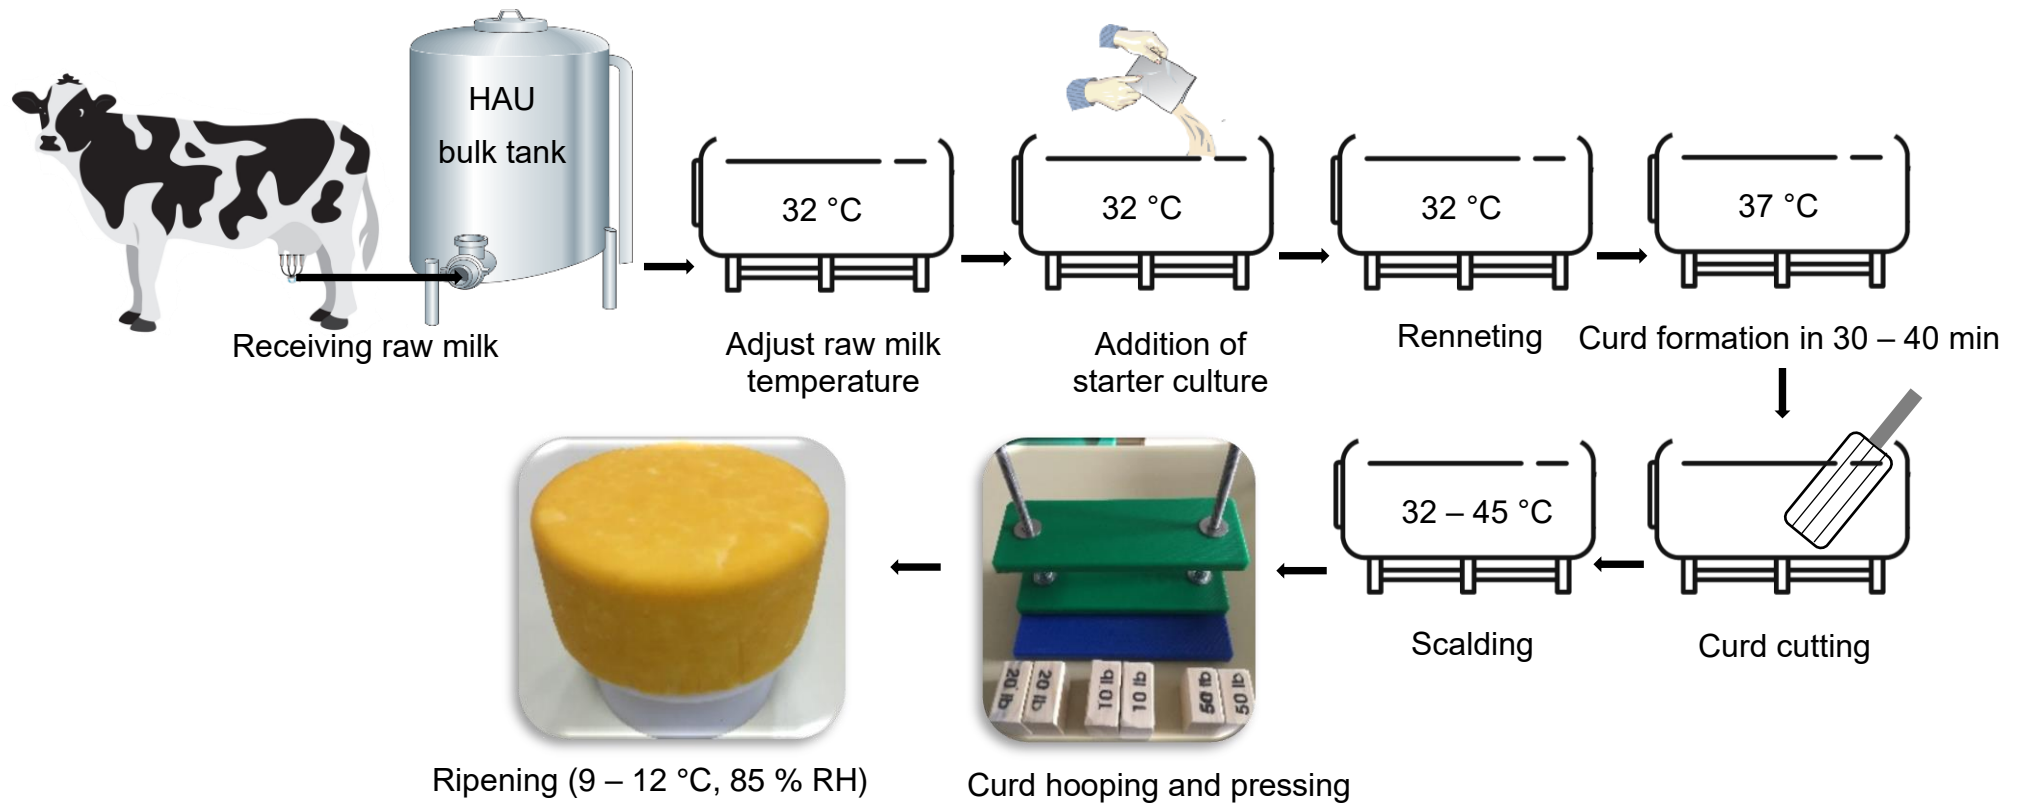 HAU
bulk tank
Receiving raw milk
32 °C
Adjust raw milk
temperature
32 °C
Addition of
starter culture
32 °C
Renneting
37 °C
Curd formation in 30 – 40 min
Curd cutting
32 – 45 °C
Scalding
20 lb
20 lb
10 lb
10 lb
50 lb
50 lb
Curd hooping and pressing
Ripening (9 – 12 °C, 85 % RH)